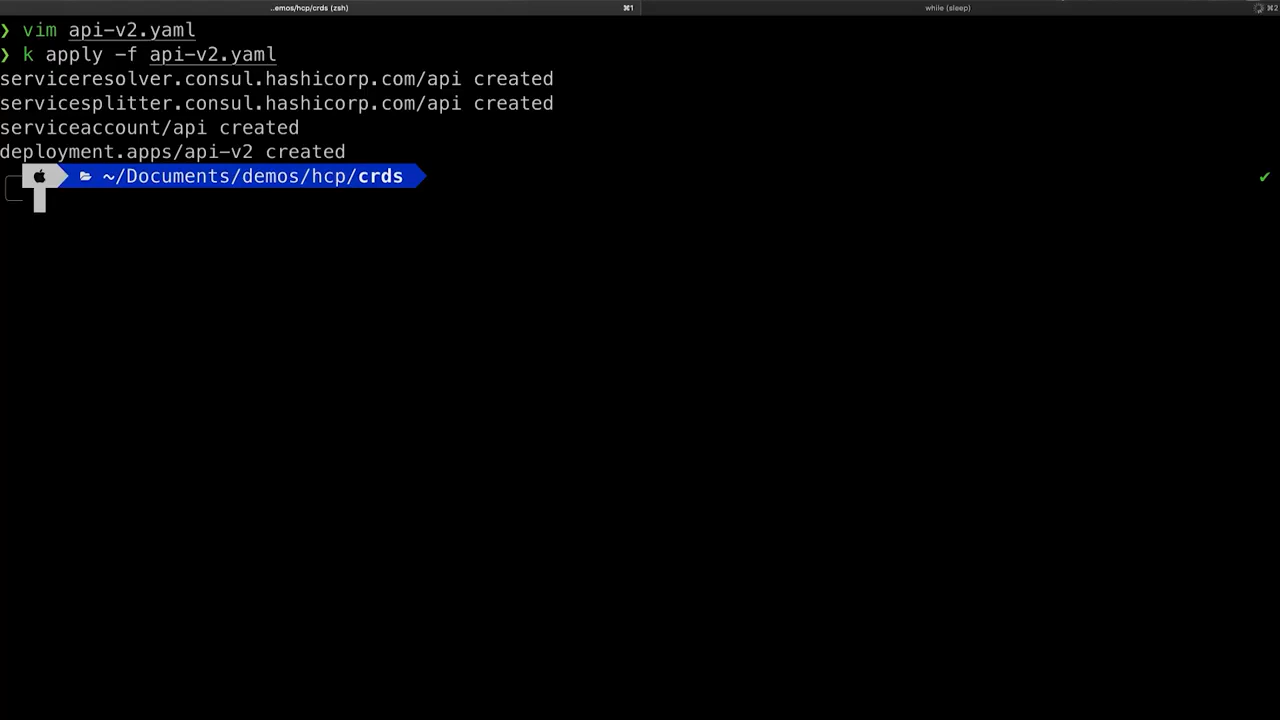 ..emos/hcp/crds (zsh) ⌘1 while (sleep) ⌘2
❯ vim api-v2.yaml
❯ k apply -f api-v2.yaml
serviceresolver.consul.hashicorp.com/api created
servicesplitter.consul.hashicorp.com/api created
serviceaccount/api created
deployment.apps/api-v2 created
~/Documents/demos/hcp/crds ✔